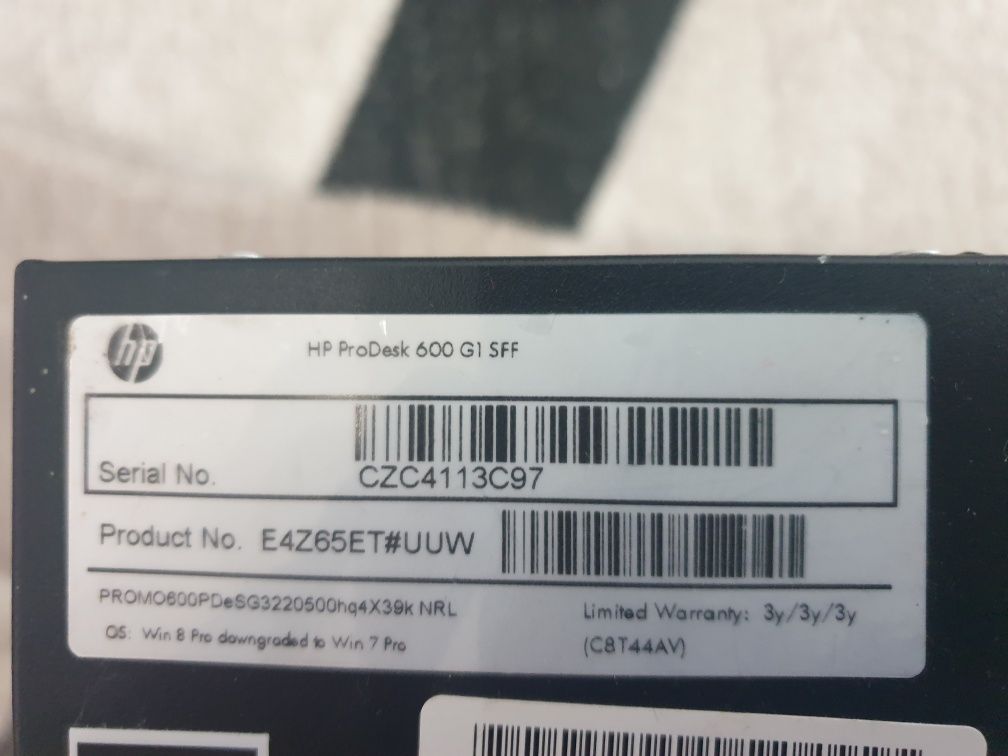 hp
HP ProDesk 600 G1 SFF
Serial No.
CZC4113C97
Product No. E4Z65ET#UUW
PROMO600PDeSG3220500hq4X39k NRL
Limited Warranty: 3y/3y/3y
OS: Win 8 Pro downgraded to Win 7 Pro
(C8T44AV)